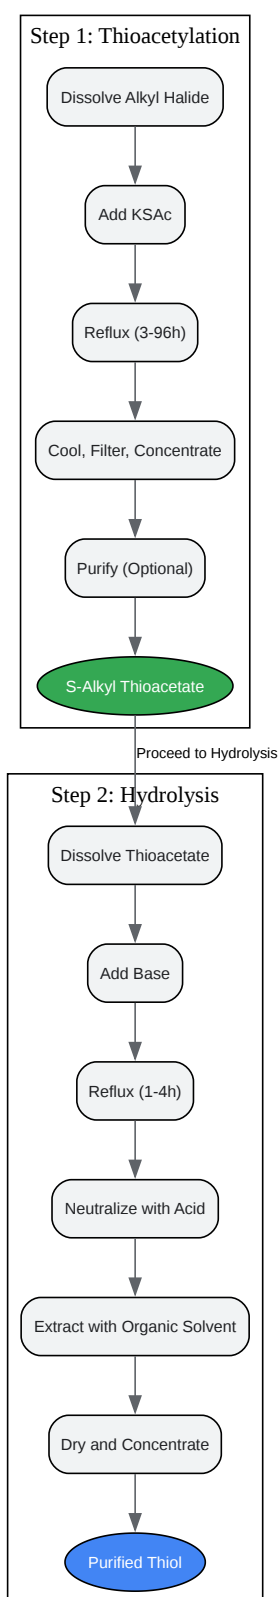 Step 1: Thioacetylation
Dissolve Alkyl Halide
Add KSAc
Reflux (3-96h)
Cool, Filter, Concentrate
Purify (Optional)
S-Alkyl Thioacetate
Proceed to Hydrolysis
Step 2: Hydrolysis
Dissolve Thioacetate
Add Base
Reflux (1-4h)
Neutralize with Acid
Extract with Organic Solvent
Dry and Concentrate
Purified Thiol